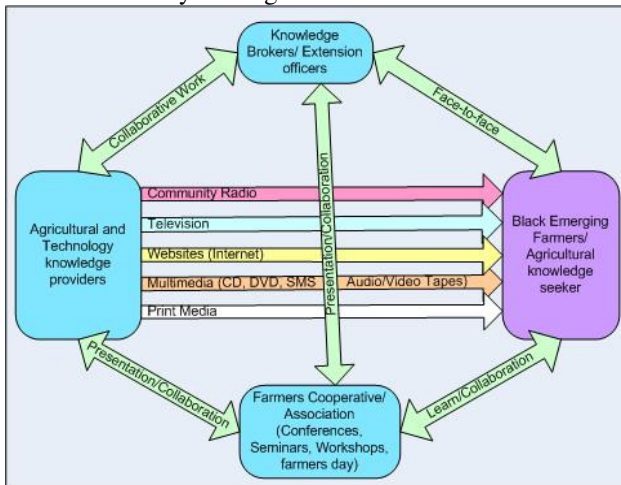 Knowledge
Brokers/ Extension
officers
Collaborative Work
Face-to-face
Agricultural and
Technology
knowledge
providers
Community Radio
Television
Websites (Internet)
Multimedia (CD, DVD, SMS Audio/Video Tapes)
Print Media
Presentation/Collaboration
Black Emerging
Farmers/
Agricultural
knowledge
seeker
Presentation/Collaboration
Learn/Collaboration
Farmers Cooperative/
Association
(Conferences,
Seminars, Workshops,
farmers day)